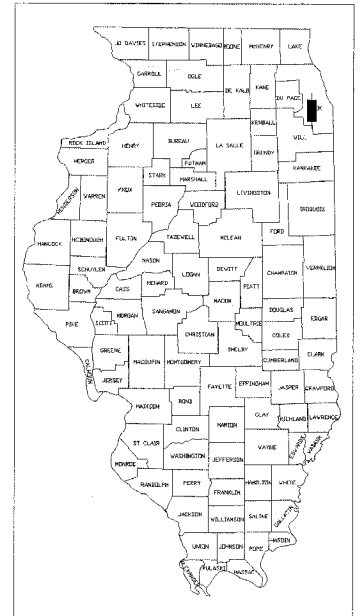 JO DAVIES STEPHENSON WINNEBAGO BOONE McHENRY LAKE
CARROLL OGLE
DE KALB KANE
DU PAGE
WHITESIDE LEE
KENDALL WILL
ROCK ISLAND HENRY BUREAU LA SALLE GRUNDY
MERCER PUTNAM
KANKAKEE
STARK MARSHALL
HENDERSON WARREN KNOX PEORIA WOODFORD LIVINGSTON
IROQUOIS
HANCOCK McDONOUGH FULTON TAZEWELL McLEAN FORD
SCHUYLER MASON
LOGAN DEWITT CHAMPAIGN VERMILION
ADAMS BROWN CASS MENARD PIATT
MACON
MORGAN SANGAMON DOUGLAS EDGAR
PIKE SCOTT CHRISTIAN MOULTRIE COLES
SHELBY
GREENE MACOUPIN MONTGOMERY CUMBERLAND CLARK
CALHOUN JERSEY FAYETTE EFFINGHAM JASPER CRAWFORD
MADISON BOND
CLAY RICHLAND LAWRENCE
CLINTON MARION
ST CLAIR WAYNE EDWARDS WABASH
MONROE WASHINGTON JEFFERSON
RANDOLPH PERRY HAMILTON WHITE
FRANKLIN
JACKSON WILLIAMSON SALINE GALLATIN
UNION JOHNSON POPE HARDIN
ALEXANDER PULASKI MASSAC